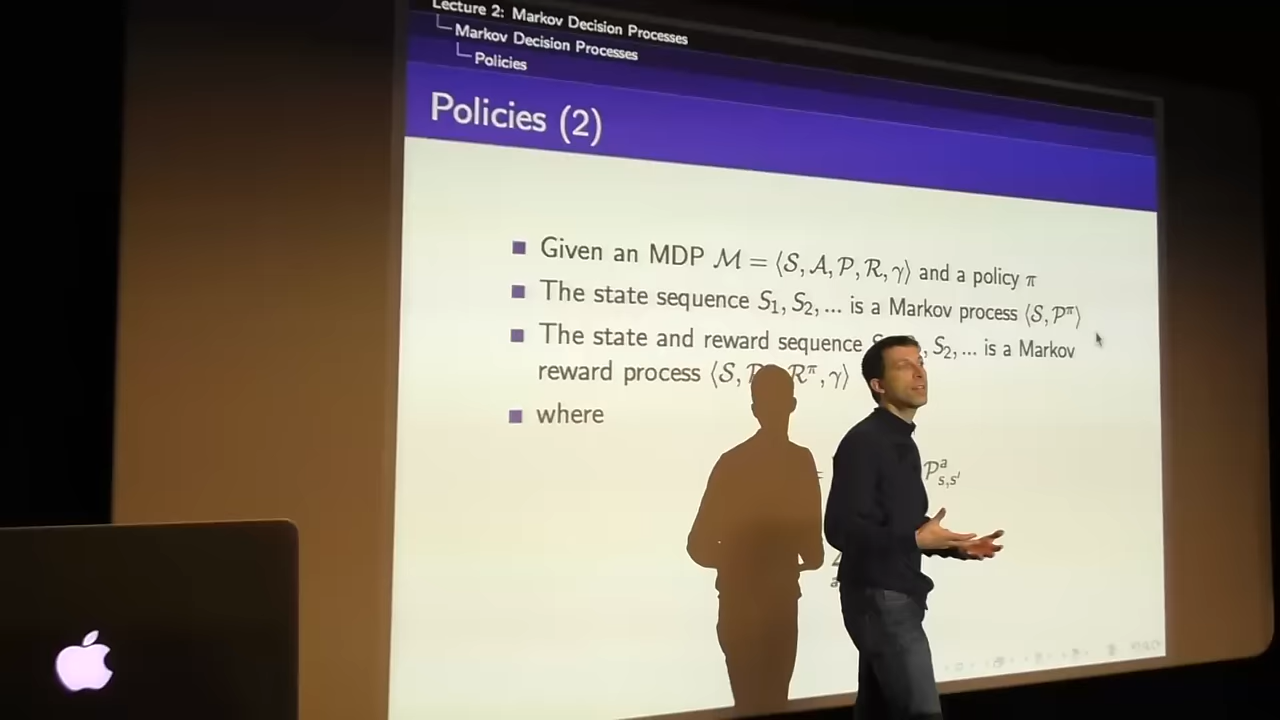 Lecture 2: Markov Decision Processes
Markov Decision Processes
Policies
Policies (2)
Given an MDP ℳ = ⟨𝒮, 𝒜, 𝒫, ℛ, γ⟩ and a policy π
The state sequence S₁, S₂, ... is a Markov process ⟨𝒮, 𝒫^π⟩
The state and reward sequence , S₂, ... is a Markov
reward process ⟨𝒮, ℛ^π, γ⟩
where
= 𝒫^a_{s,s'}